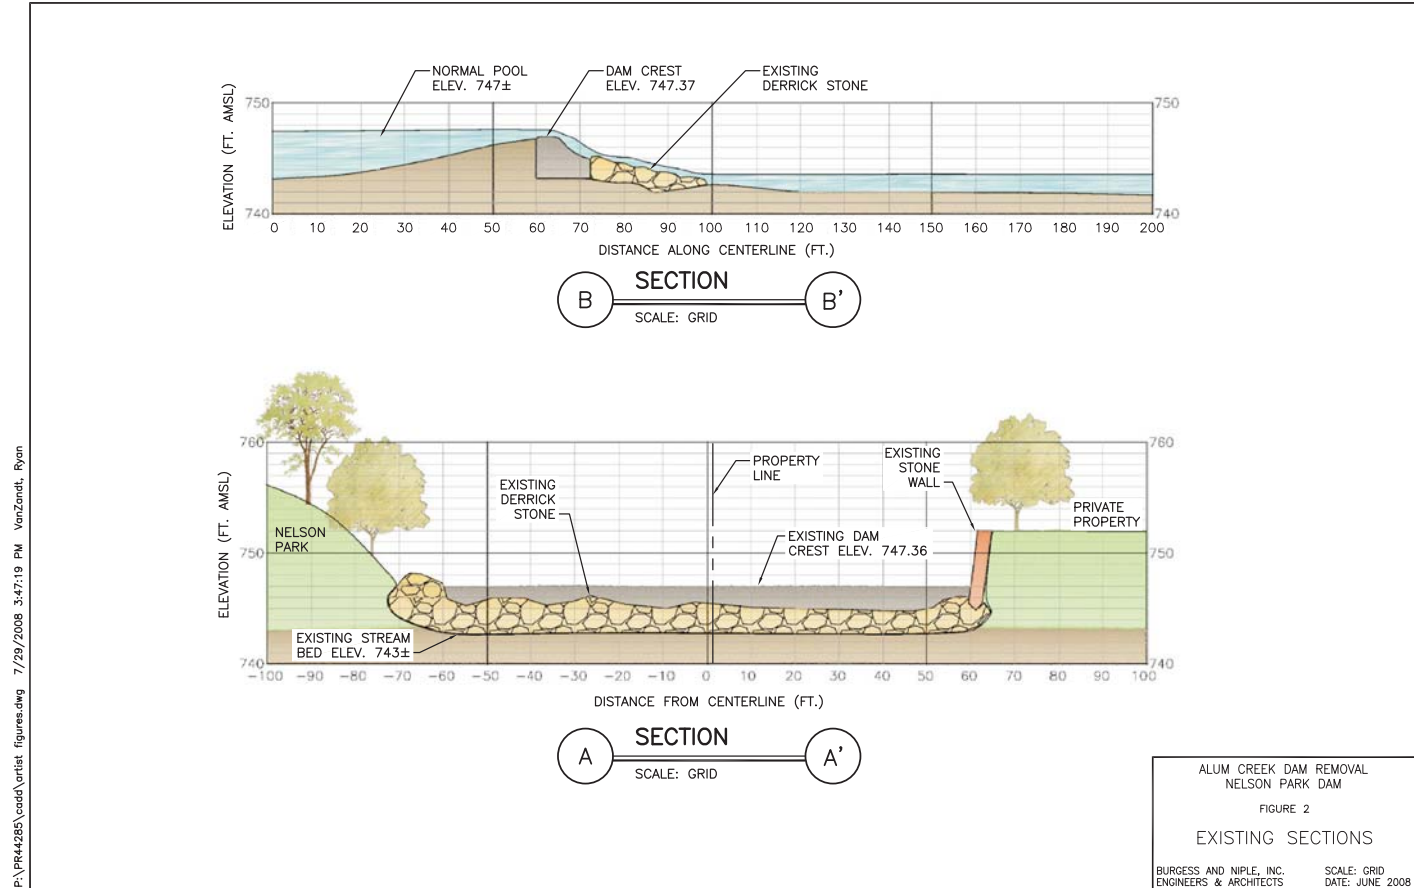 NORMAL POOL
ELEV. 747±
DAM CREST
ELEV. 747.37
EXISTING
DERRICK STONE
ELEVATION (FT. AMSL)
750
740
750
740
0 10 20 30 40 50 60 70 80 90 100 110 120 130 140 150 160 170 180 190 200
DISTANCE ALONG CENTERLINE (FT.)
B
SECTION
B'
SCALE: GRID
ELEVATION (FT. AMSL)
760
750
740
760
750
740
NELSON
PARK
EXISTING
DERRICK
STONE
PROPERTY
LINE
EXISTING
STONE
WALL
PRIVATE
PROPERTY
EXISTING DAM
CREST ELEV. 747.36
EXISTING STREAM
BED ELEV. 743±
-100 -90 -80 -70 -60 -50 -40 -30 -20 -10 0 10 20 30 40 50 60 70 80 90 100
DISTANCE FROM CENTERLINE (FT.)
A
SECTION
A'
SCALE: GRID
P:\PR44285\cadd\artist figures.dwg 7/29/2008 3:47:19 PM VanZandt, Ryan
ALUM CREEK DAM REMOVAL
NELSON PARK DAM
FIGURE 2
EXISTING SECTIONS
BURGESS AND NIPLE, INC. SCALE: GRID
ENGINEERS & ARCHITECTS DATE: JUNE 2008